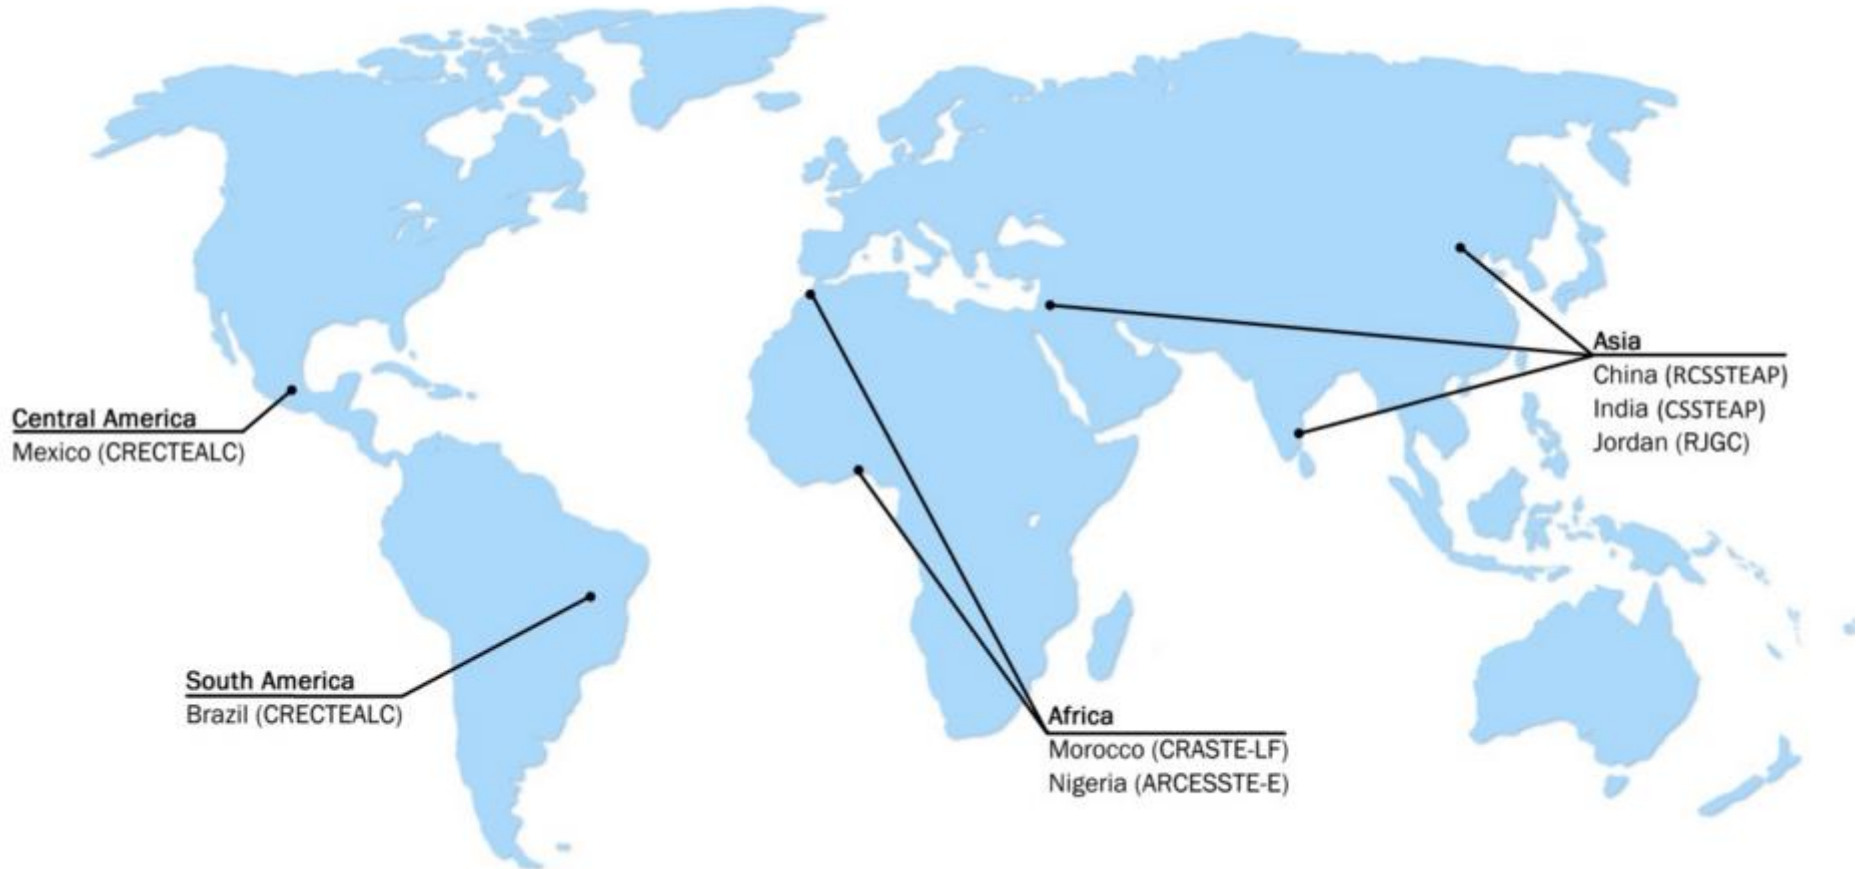 Central America
Mexico (CRECTEALC)
South America
Brazil (CRECTEALC)
Africa
Morocco (CRASTE-LF)
Nigeria (ARCESSTE-E)
Asia
China (RCSSTEAP)
India (CSSTEAP)
Jordan (RJGC)